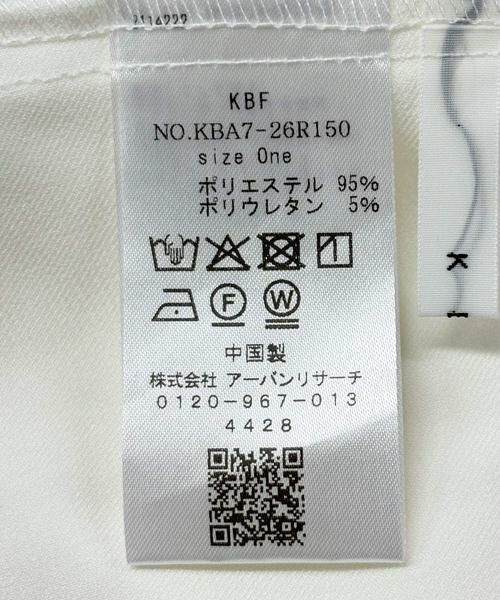 KBF
NO.KBA7-26R150
size One
ポリエステル 95%
ポリウレタン 5%
F W
中国製
株式会社 アーバンリサーチ
0120-967-013
4428
K